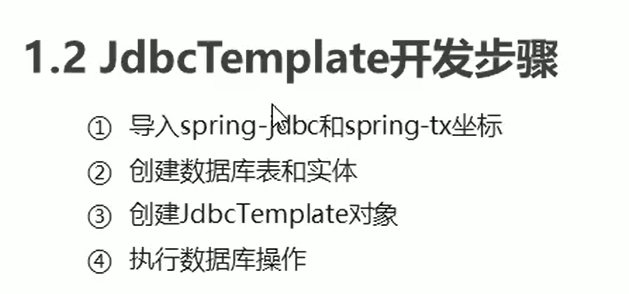 1.2 JdbcTemplate开发步骤
① 导入spring-jdbc和spring-tx坐标
② 创建数据库表和实体
③ 创建JdbcTemplate对象
④ 执行数据库操作